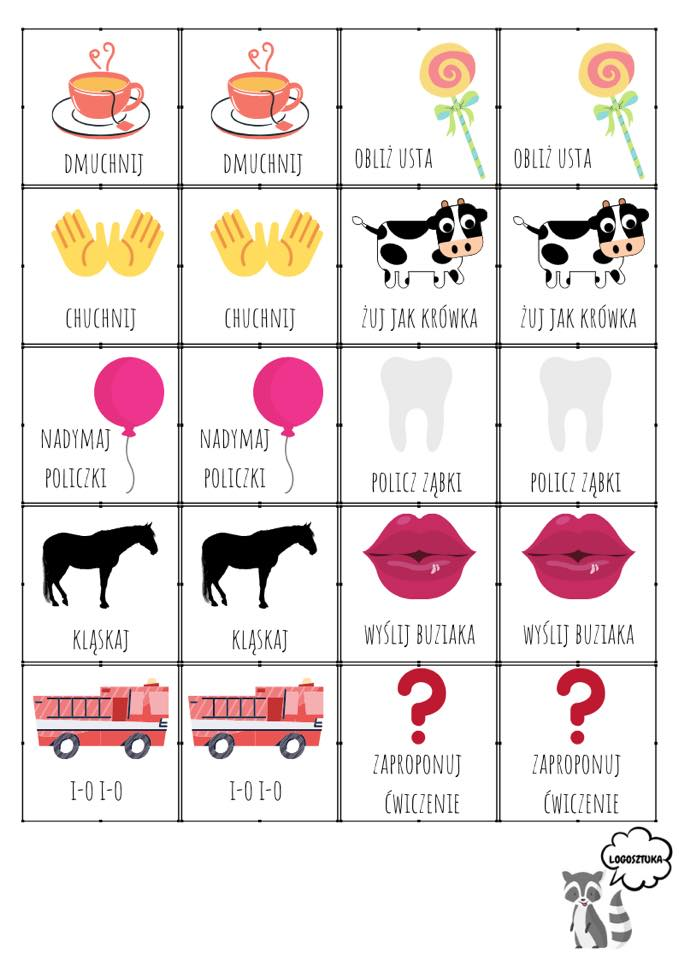 DMUCHNIJ
DMUCHNIJ
OBLIŻ USTA
OBLIŻ USTA
CHUCHNIJ
CHUCHNIJ
ŻUJ JAK KRÓWKA
ŻUJ JAK KRÓWKA
NADYMAJ
POLICZKI
NADYMAJ
POLICZKI
POLICZ ZĄBKI
POLICZ ZĄBKI
KLĄSKAJ
KLĄSKAJ
WYŚLIJ BUZIAKA
WYŚLIJ BUZIAKA
I-O I-O
I-O I-O
ZAPROPONUJ
ĆWICZENIE
ZAPROPONUJ
ĆWICZENIE
LOGOSZTUKA